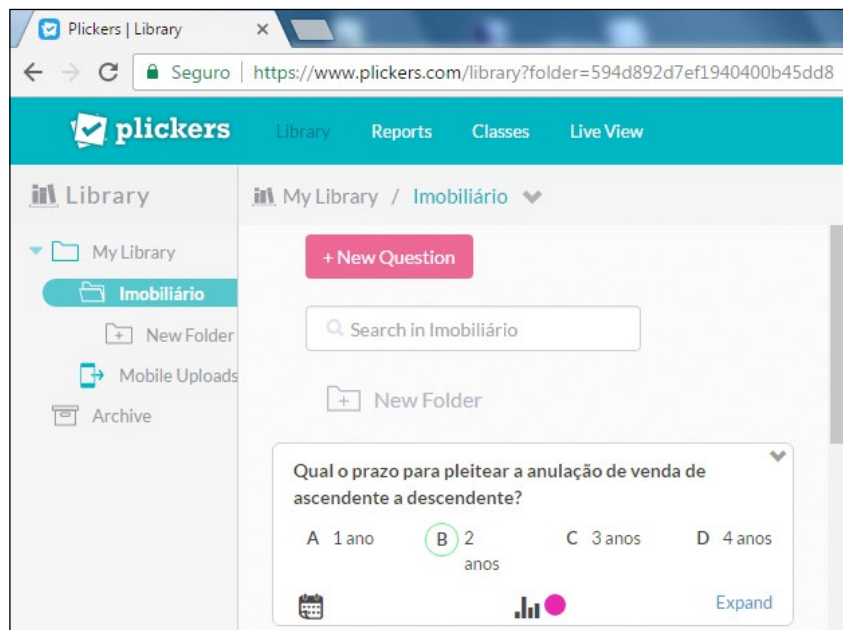 Plickers | Library
Seguro | https://www.plickers.com/library?folder=594d892d7ef1940400b45dd8
plickers Library Reports Classes Live View
Library
My Library / Imobiliário
My Library
+ New Question
Imobiliário
Search in Imobiliário
New Folder
Mobile Uploads
New Folder
Archive
Qual o prazo para pleitear a anulação de venda de
ascendente a descendente?
A 1 ano B 2 C 3 anos D 4 anos
anos
Expand